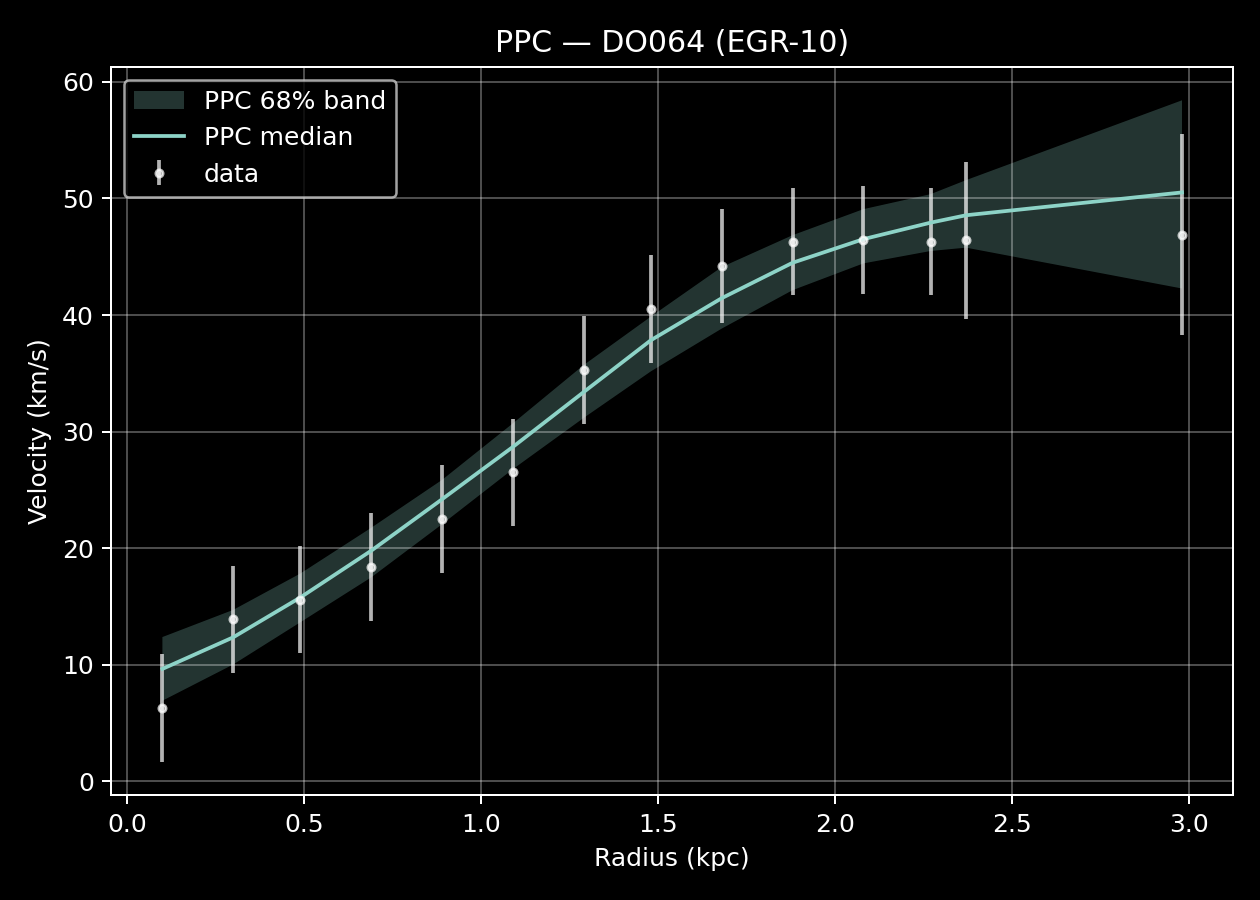 PPC — DO064 (EGR-10)
PPC 68% band
PPC median
data
60
50
40
30
20
10
0
Velocity (km/s)
0.0 0.5 1.0 1.5 2.0 2.5 3.0
Radius (kpc)